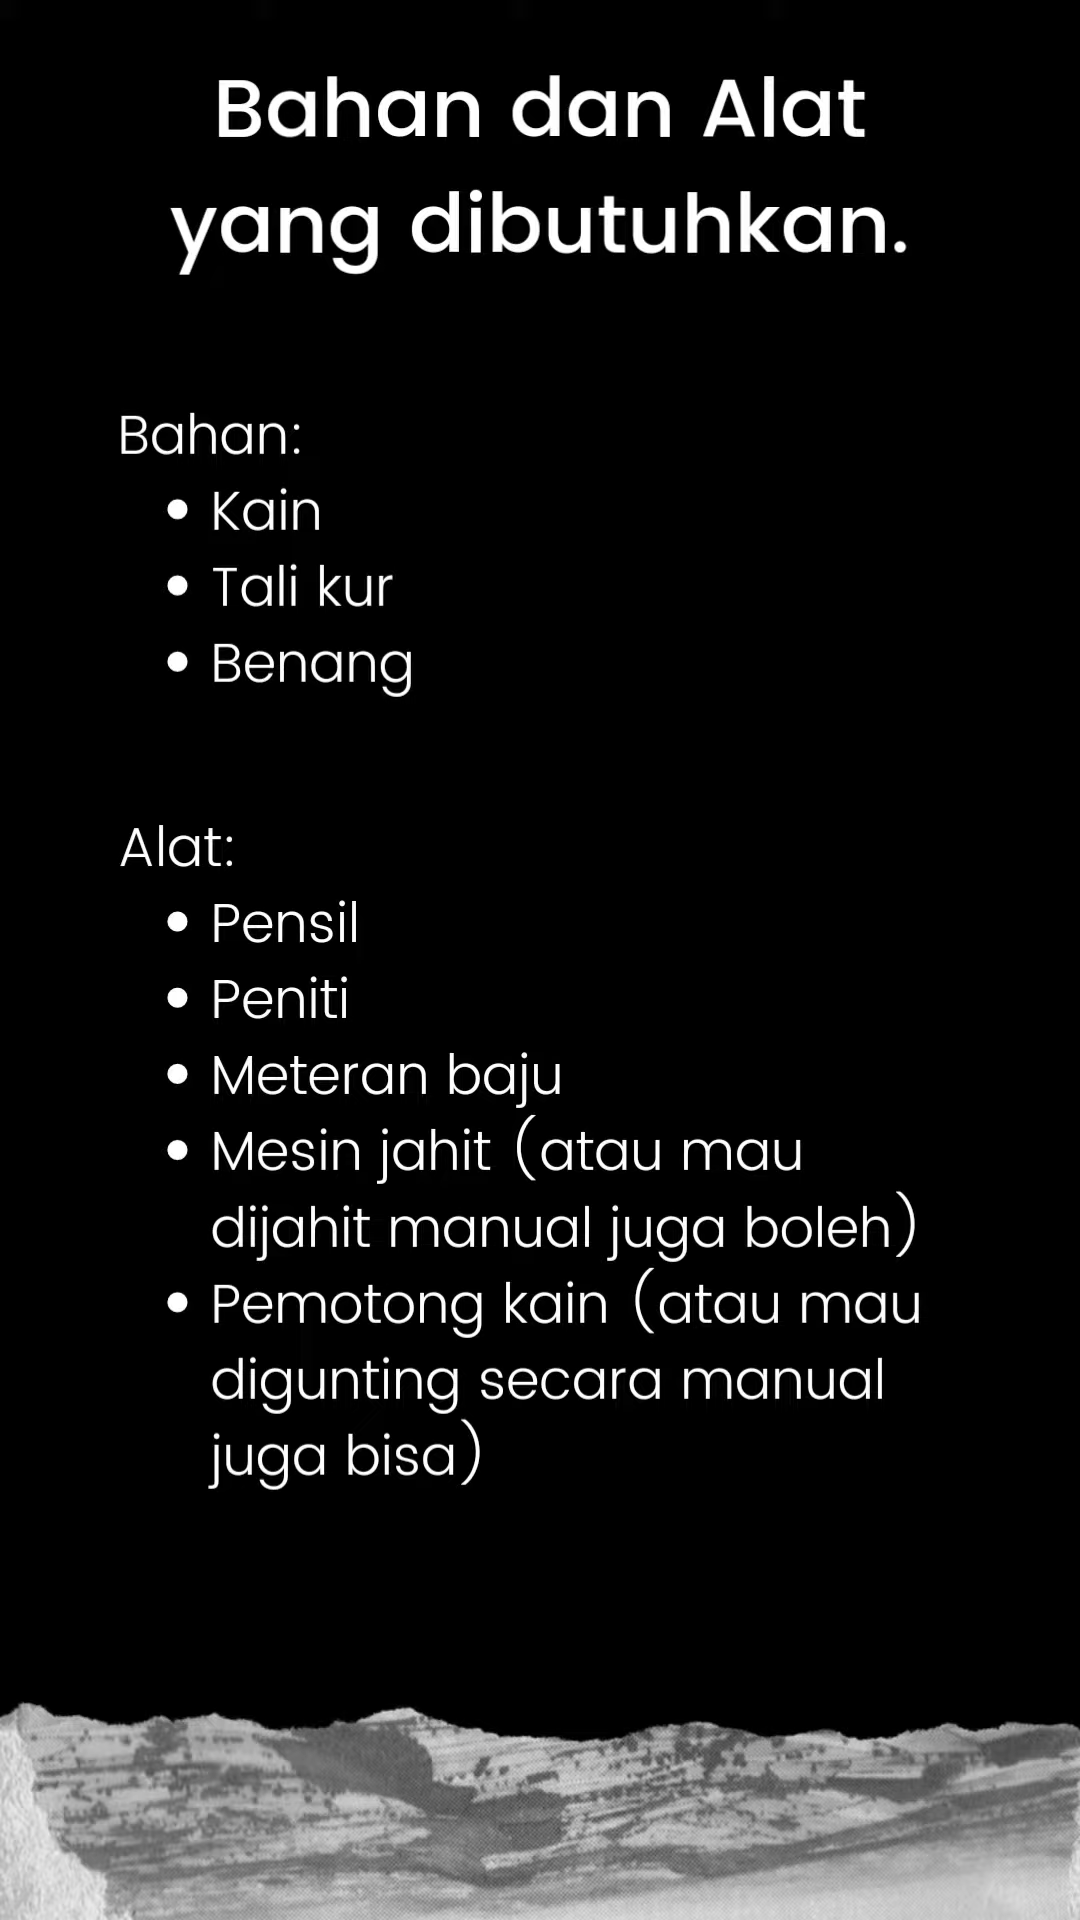 Bahan dan Alat
yang dibutuhkan.
Bahan:
• Kain
• Tali kur
• Benang
Alat:
• Pensil
• Peniti
• Meteran baju
• Mesin jahit (atau mau
dijahit manual juga boleh)
• Pemotong kain (atau mau
digunting secara manual
juga bisa)